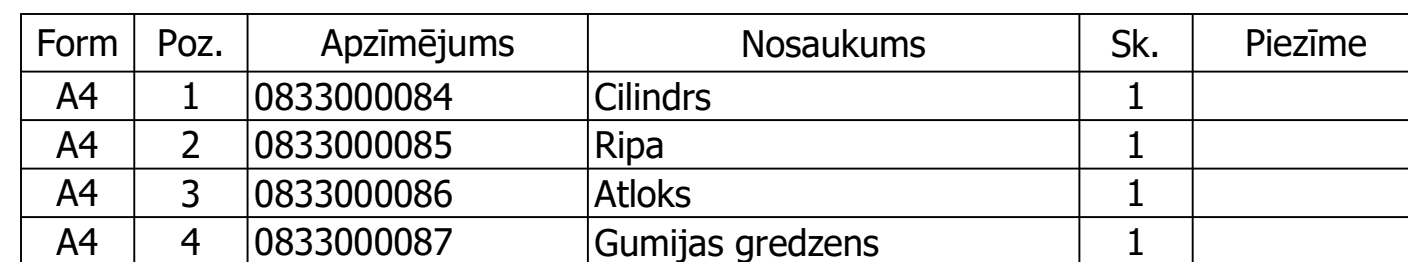 Form Poz. Apzīmējums Nosaukums Sk. Piezīme
A4 1 0833000084 Cilindrs 1
A4 2 0833000085 Ripa 1
A4 3 0833000086 Atloks 1
A4 4 0833000087 Gumijas gredzens 1